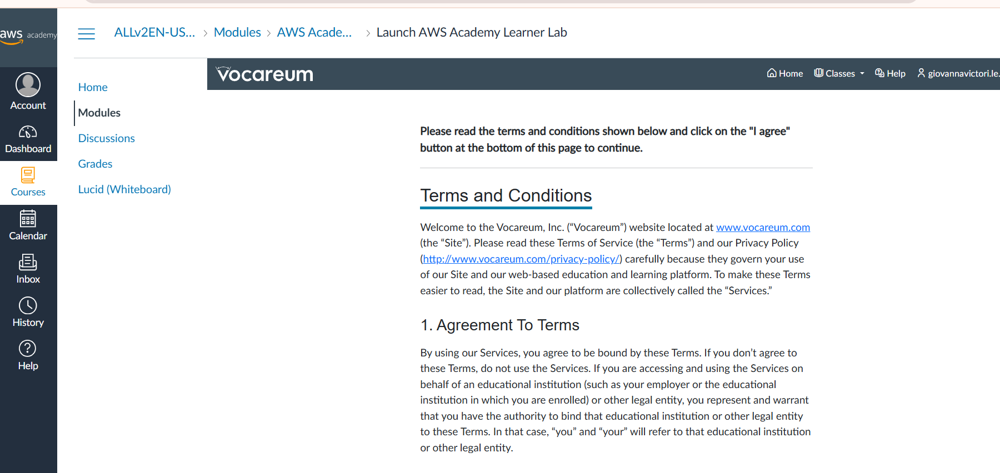 aws academy
Account
Dashboard
Courses
Calendar
Inbox
History
Help
ALLv2EN-US... > Modules > AWS Acade... > Launch AWS Academy Learner Lab
Home
Modules
Discussions
Grades
Lucid (Whiteboard)
Vocareum
Home Classes Help giovannavictori.le.
Please read the terms and conditions shown below and click on the "I agree"
button at the bottom of this page to continue.
Terms and Conditions
Welcome to the Vocareum, Inc. (“Vocareum”) website located at www.vocareum.com
(the “Site”). Please read these Terms of Service (the “Terms”) and our Privacy Policy
(http://www.vocareum.com/privacy-policy/) carefully because they govern your use
of our Site and our web-based education and learning platform. To make these Terms
easier to read, the Site and our platform are collectively called the “Services.”
1. Agreement To Terms
By using our Services, you agree to be bound by these Terms. If you don’t agree to
these Terms, do not use the Services. If you are accessing and using the Services on
behalf of an educational institution (such as your employer or the educational
institution in which you are enrolled) or other legal entity, you represent and warrant
that you have the authority to bind that educational institution or other legal entity
to these Terms. In that case, “you” and “your” will refer to that educational institution
or other legal entity.